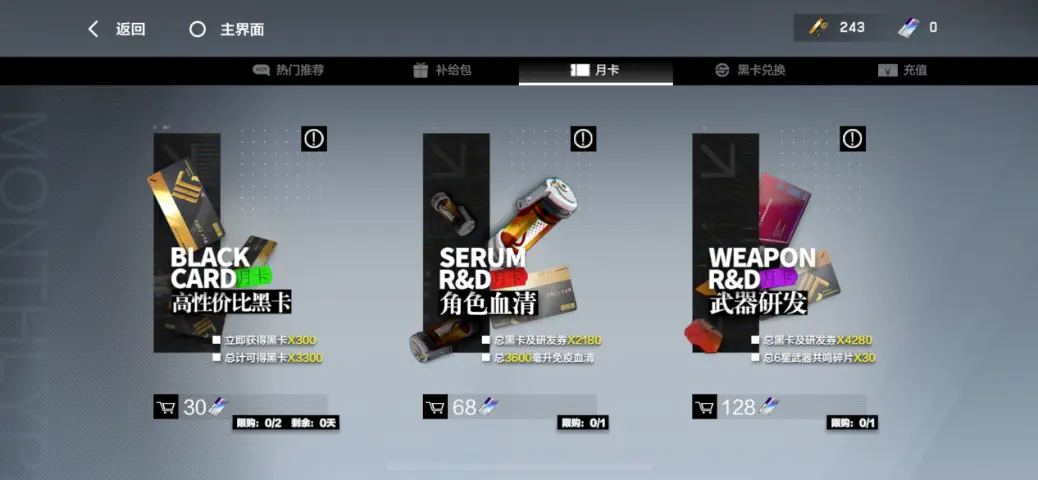 返回
主界面
243
0
HOT
热门推荐
补给包
月卡
黑卡兑换
¥
充值
MONTHLY
BLACK
CARD月卡
高性价比黑卡
立即获得黑卡X300
总计可得黑卡X3300
30
限购：0/2 剩余：0天
SERUM
R&D月卡
角色血清
总黑卡及研发券X2180
总3600毫升免疫血清
68
限购：0/1
WEAPON
R&D月卡
武器研发
总黑卡及研发券X4280
总6星武器共鸣碎片X30
128
限购：0/1